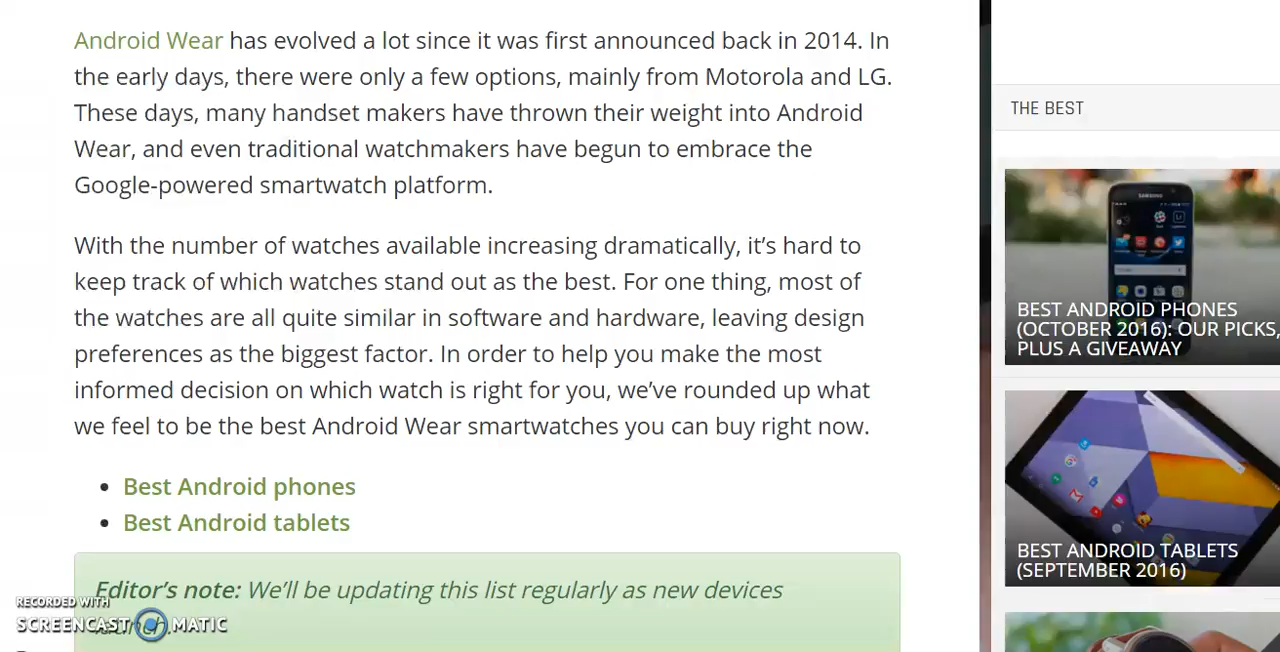 Android Wear has evolved a lot since it was first announced back in 2014. In
the early days, there were only a few options, mainly from Motorola and LG.
These days, many handset makers have thrown their weight into Android
Wear, and even traditional watchmakers have begun to embrace the
Google-powered smartwatch platform.
With the number of watches available increasing dramatically, it's hard to
keep track of which watches stand out as the best. For one thing, most of
the watches are all quite similar in software and hardware, leaving design
preferences as the biggest factor. In order to help you make the most
informed decision on which watch is right for you, we've rounded up what
we feel to be the best Android Wear smartwatches you can buy right now.
Best Android phones
Best Android tablets
Editor's note: We'll be updating this list regularly as new devices
RECORDED WITH
SCREENCAST MATIC
THE BEST
SAMSUNG
BEST ANDROID PHONES
(OCTOBER 2016): OUR PICKS,
PLUS A GIVEAWAY
BEST ANDROID TABLETS
(SEPTEMBER 2016)